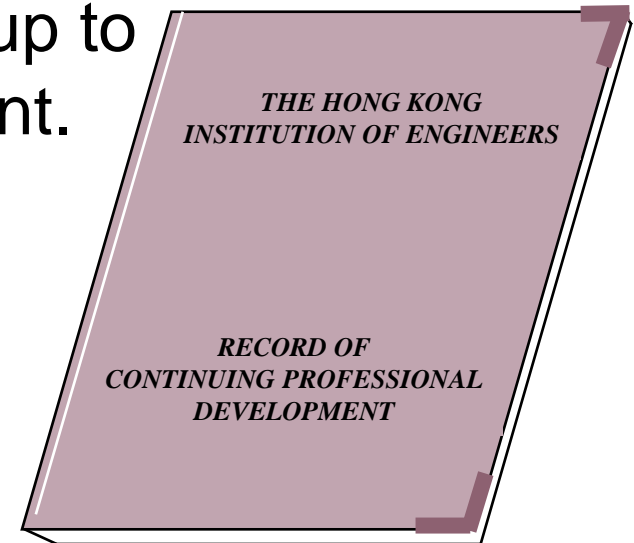 up to
nt.
THE HONG KONG
INSTITUTION OF ENGINEERS
RECORD OF
CONTINUING PROFESSIONAL
DEVELOPMENT